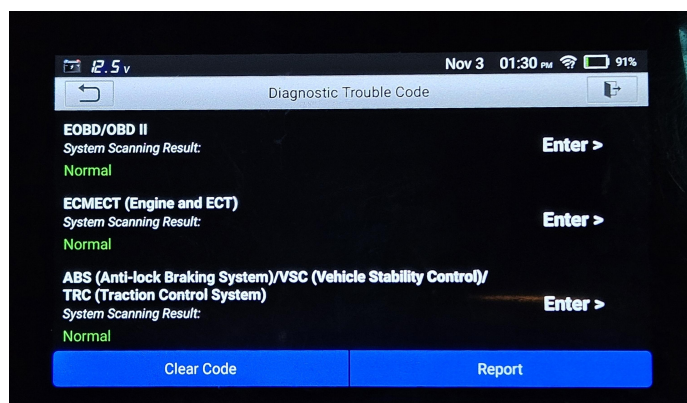 12.5 v
Nov 3 01:30 PM 91%
Diagnostic Trouble Code
EOBD/OBD II
System Scanning Result:
Enter >
Normal
ECMECT (Engine and ECT)
System Scanning Result:
Enter >
Normal
ABS (Anti-lock Braking System)/VSC (Vehicle Stability Control)/
TRC (Traction Control System)
System Scanning Result:
Enter >
Normal
Clear Code
Report